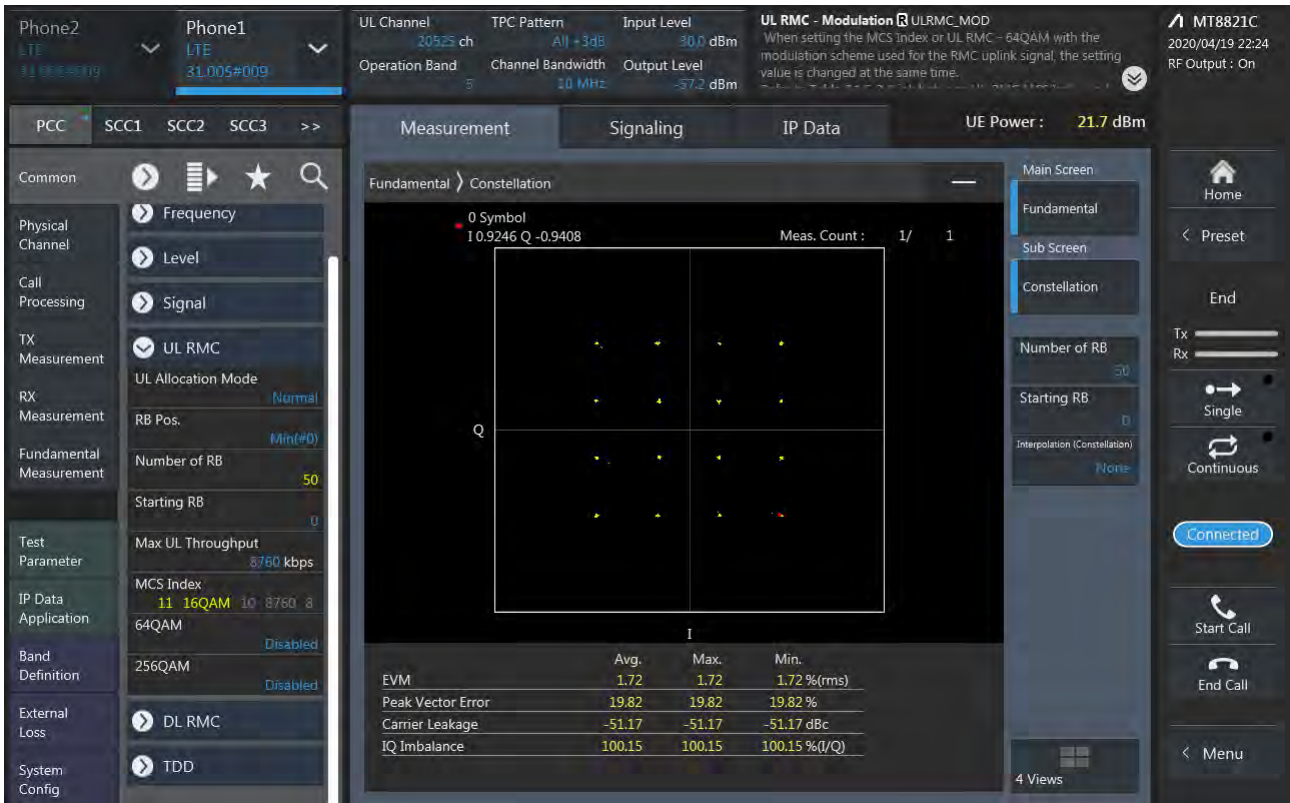 Phone2
LTE
31.005#009
Phone1
LTE
31.005#009
UL Channel
20525 ch
TPC Pattern
All +3dB
Input Level
30.0 dBm
Operation Band
5
Channel Bandwidth
10 MHz
Output Level
-57.2 dBm
UL RMC - Modulation R ULRMC_MOD
When setting the MCS Index or UL RMC – 64QAM with the
modulation scheme used for the RMC uplink signal, the setting
value is changed at the same time.
MT8821C
2020/04/19 22:24
RF Output : On
PCC SCC1 SCC2 SCC3 >>
Measurement
Signaling
IP Data
UE Power : 21.7 dBm
Common
Physical
Channel
Call
Processing
TX
Measurement
RX
Measurement
Fundamental
Measurement
Test
Parameter
IP Data
Application
Band
Definition
External
Loss
System
Config
Frequency
Level
Signal
UL RMC
UL Allocation Mode
Normal
RB Pos.
Min(#0)
Number of RB
50
Starting RB
0
Max UL Throughput
8760 kbps
MCS Index
11 16QAM 10 8760 8
64QAM
Disabled
256QAM
Disabled
DL RMC
TDD
Fundamental 〉 Constellation
0 Symbol
I 0.9246 Q -0.9408
Meas. Count : 1/ 1
Q
I
Avg. Max. Min.
EVM 1.72 1.72 1.72 %(rms)
Peak Vector Error 19.82 19.82 19.82 %
Carrier Leakage -51.17 -51.17 -51.17 dBc
IQ Imbalance 100.15 100.15 100.15 %(I/Q)
Main Screen
Fundamental
Sub Screen
Constellation
Number of RB
50
Starting RB
0
Interpolation (Constellation)
None
4 Views
Home
< Preset
End
Tx
Rx
Single
Continuous
Connected
Start Call
End Call
< Menu